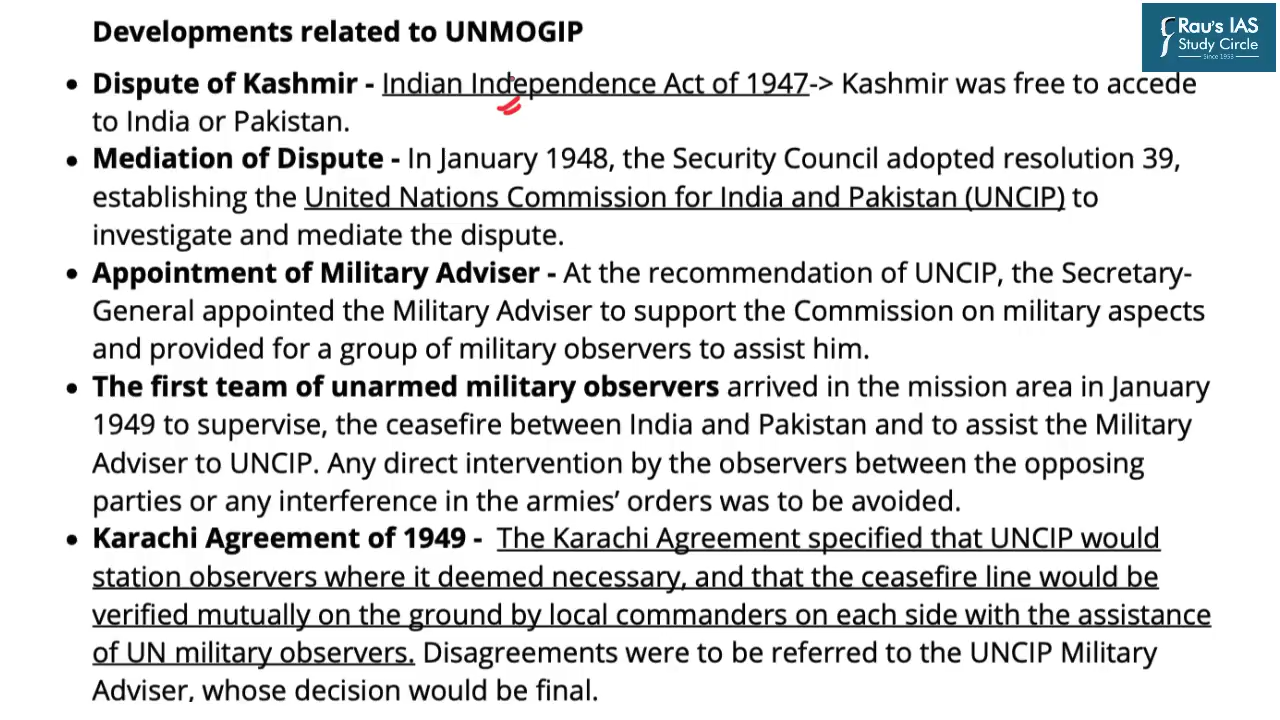 Developments related to UNMOGIP
Rau's IAS
Study Circle
Since 1953
• Dispute of Kashmir - Indian Independence Act of 1947-> Kashmir was free to accede
to India or Pakistan.
• Mediation of Dispute - In January 1948, the Security Council adopted resolution 39,
establishing the United Nations Commission for India and Pakistan (UNCIP) to
investigate and mediate the dispute.
• Appointment of Military Adviser - At the recommendation of UNCIP, the Secretary-
General appointed the Military Adviser to support the Commission on military aspects
and provided for a group of military observers to assist him.
• The first team of unarmed military observers arrived in the mission area in January
1949 to supervise, the ceasefire between India and Pakistan and to assist the Military
Adviser to UNCIP. Any direct intervention by the observers between the opposing
parties or any interference in the armies’ orders was to be avoided.
• Karachi Agreement of 1949 - The Karachi Agreement specified that UNCIP would
station observers where it deemed necessary, and that the ceasefire line would be
verified mutually on the ground by local commanders on each side with the assistance
of UN military observers. Disagreements were to be referred to the UNCIP Military
Adviser, whose decision would be final.